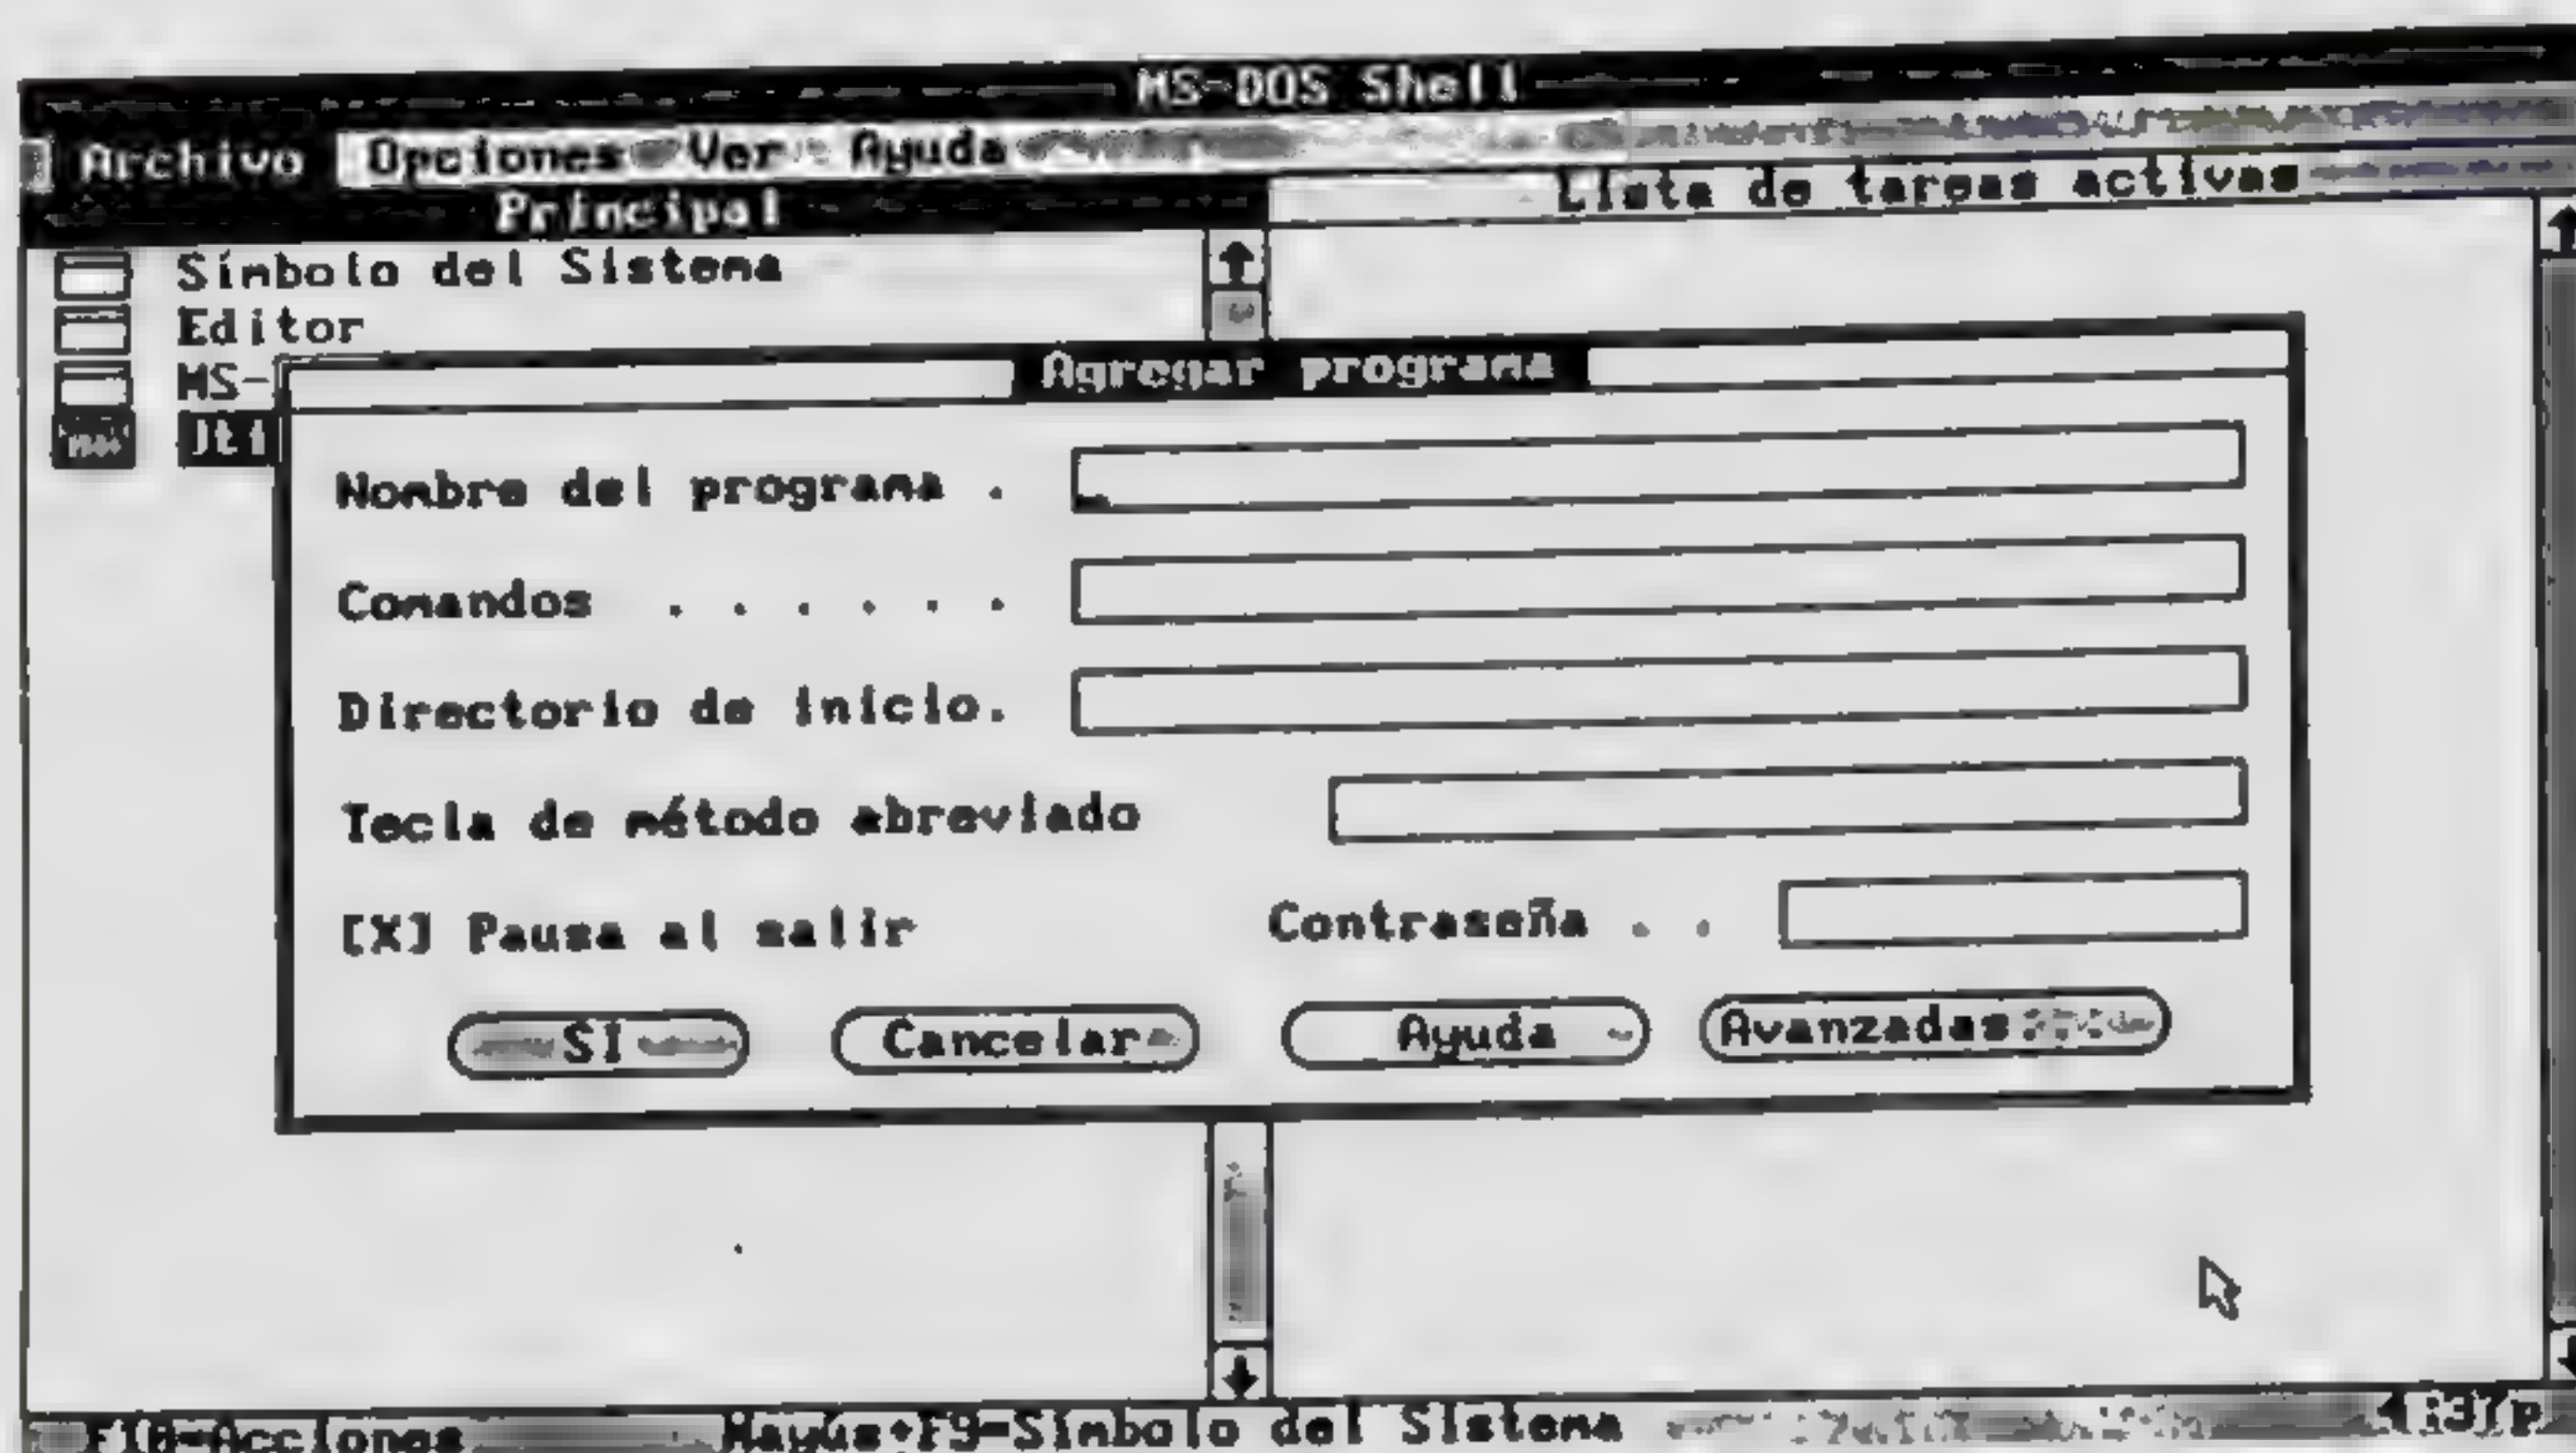 MS-DOS Shell
Archivo Opciones Ver Ayuda
Principal
Lista de tareas activas
Símbolo del Sistema
Editor
MS-
Uti
Agregar programa
Nombre del programa .
Comandos . . . . . .
Directorio de inicio.
Tecla de método abreviado
[X] Pausa al salir
Contraseña . .
SI
Cancelar
Ayuda
Avanzadas
F10=Acciones Mayús+F9=Símbolo del Sistema